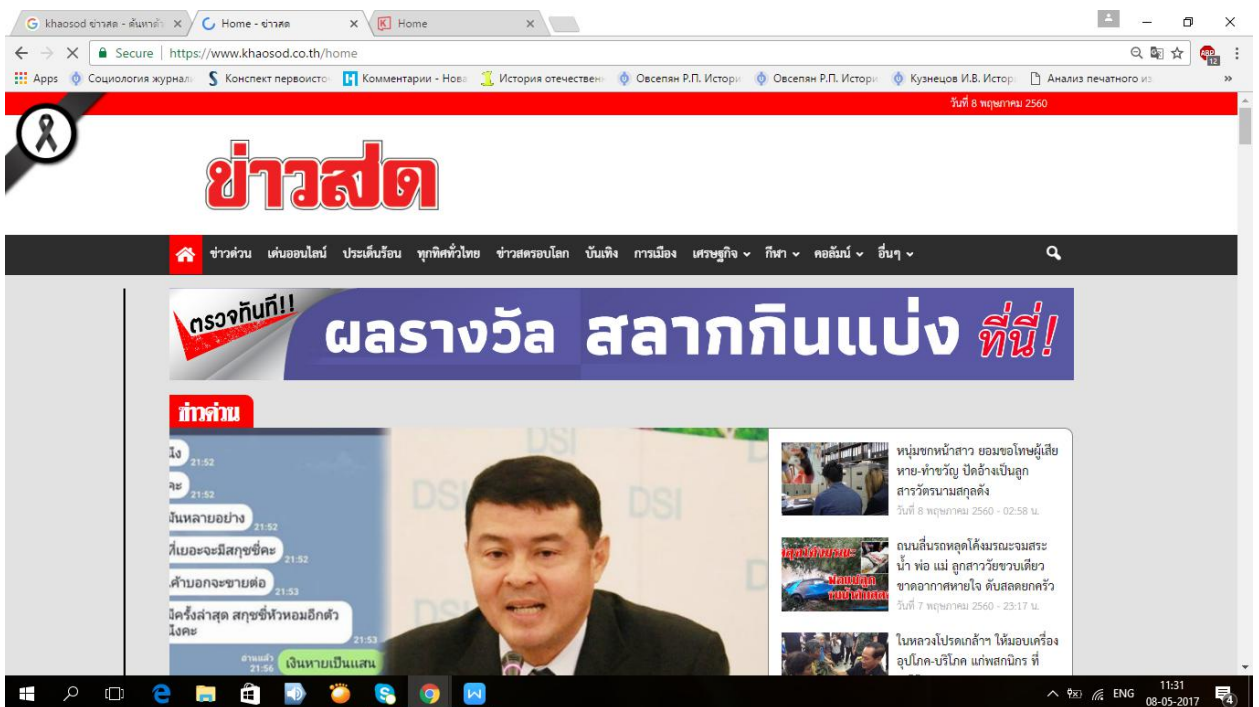 khaosod ข่าวสด - ค้นหาด้ว
Home - ข่าวสด
Home
Secure
https://www.khaosod.co.th/home
ABP
12
Apps
Социология журнал
Конспект первоисто
Комментарии - Нова
История отечествен
Овсепян Р.П. Истори
Овсепян Р.П. Истори
Кузнецов И.В. Истор
Анализ печатного из
»
วันที่ 8 พฤษภาคม 2560
ข่าวสด
ข่าวด่วน เด่นออนไลน์ ประเด็นร้อน ทุกทิศทั่วไทย ข่าวสดรอบโลก บันเทิง การเมือง เศรษฐกิจ กีฬา คอลัมน์ อื่นๆ
ตรวจทันที!! ผลรางวัล สลากกินแบ่ง ที่นี่!
ข่าวด่วน
21:52
คะ
21:52
มันหลายอย่าง
21:52
ที่เยอะจะมีสกุชชี่คะ
21:52
เค้าบอกจะขายต่อ
21:53
มีครั้งล่าสุด สกุชชี่หัวหอมอีกตัว
นึงคะ
21:53
อ่านแล้ว
21:56
เงินหายเป็นแสน
DSI
DSI
DSI
หนุ่มชกหน้าสาว ยอมขอโทษผู้เสีย
หาย-ทำขวัญ ปัดอ้างเป็นลูก
สารวัตรนามสกุลดัง
วันที่ 8 พฤษภาคม 2560 - 02:58 น.
ถนนลื่นรถหลุดโค้งมรณะจมสระ
น้ำ พ่อ แม่ ลูกสาววัยขวบเดียว
ขาดอากาศหายใจ ดับสลดยกครัว
วันที่ 7 พฤษภาคม 2560 - 23:17 น.
ในหลวงโปรดเกล้าฯ ให้มอบเครื่อง
อุปโภค-บริโภค แก่พสกนิกร ที่
ENG
11:31
08-05-2017
4